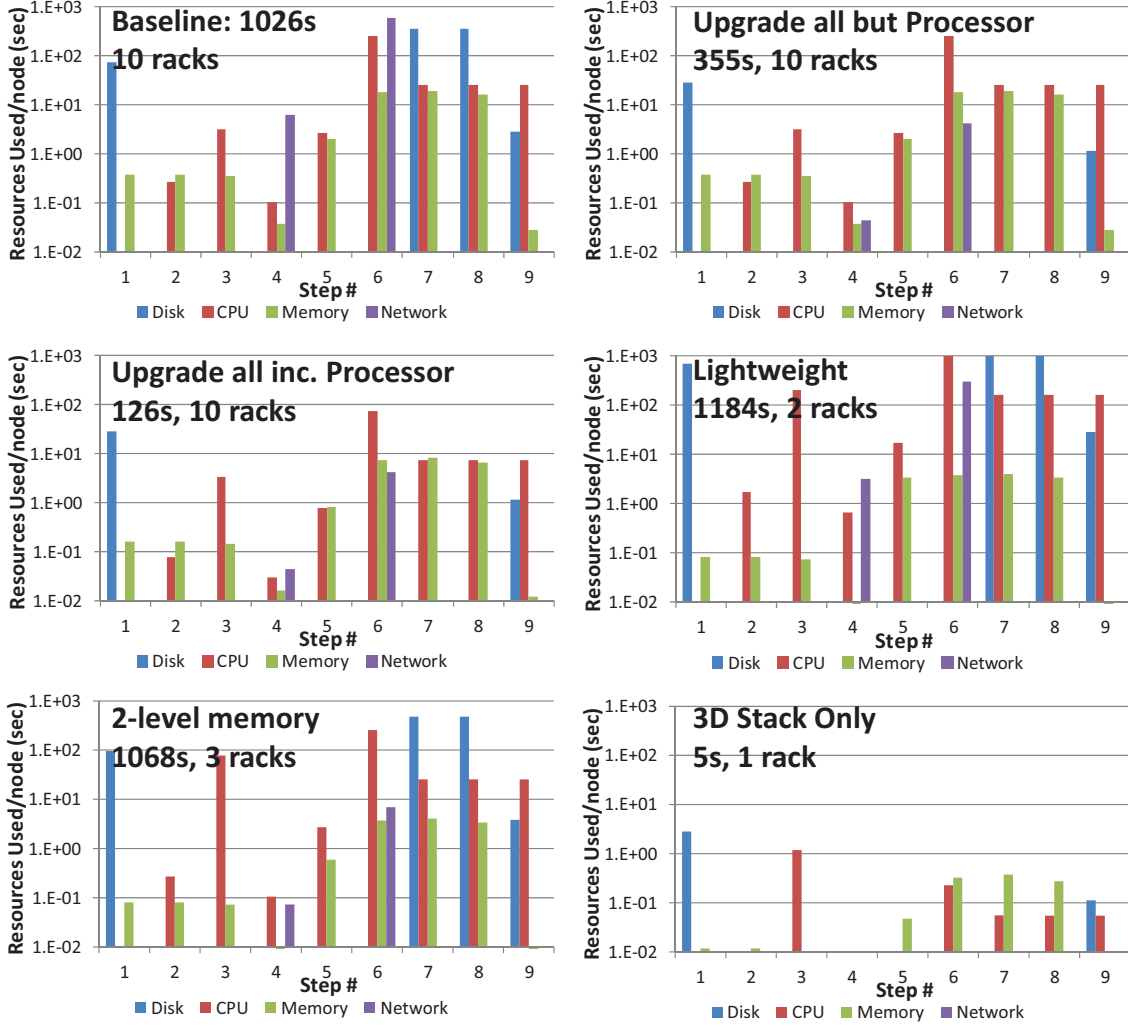 Baseline: 1026s
10 racks
Resources Used/node (sec)
1.E+03
1.E+02
1.E+01
1.E+00
1.E-01
1.E-02
1 2 3 4 5 6 7 8 9
Step #
Disk CPU Memory Network
Upgrade all but Processor
355s, 10 racks
Resources Used/node (sec)
1.E+03
1.E+02
1.E+01
1.E+00
1.E-01
1.E-02
1 2 3 4 5 6 7 8 9
Step #
Disk CPU Memory Network
Upgrade all inc. Processor
126s, 10 racks
Resources Used/node (sec)
1.E+03
1.E+02
1.E+01
1.E+00
1.E-01
1.E-02
1 2 3 4 5 6 7 8 9
Step #
Disk CPU Memory Network
Lightweight
1184s, 2 racks
Resources Used/node (sec)
1.E+03
1.E+02
1.E+01
1.E+00
1.E-01
1.E-02
1 2 3 4 5 6 7 8 9
Step #
Disk CPU Memory Network
2-level memory
1068s, 3 racks
Resources Used/node (sec)
1.E+03
1.E+02
1.E+01
1.E+00
1.E-01
1.E-02
1 2 3 4 5 6 7 8 9
Step #
Disk CPU Memory Network
3D Stack Only
5s, 1 rack
Resources Used/node (sec)
1.E+03
1.E+02
1.E+01
1.E+00
1.E-01
1.E-02
1 2 3 4 5 6 7 8 9
Step #
Disk CPU Memory Network